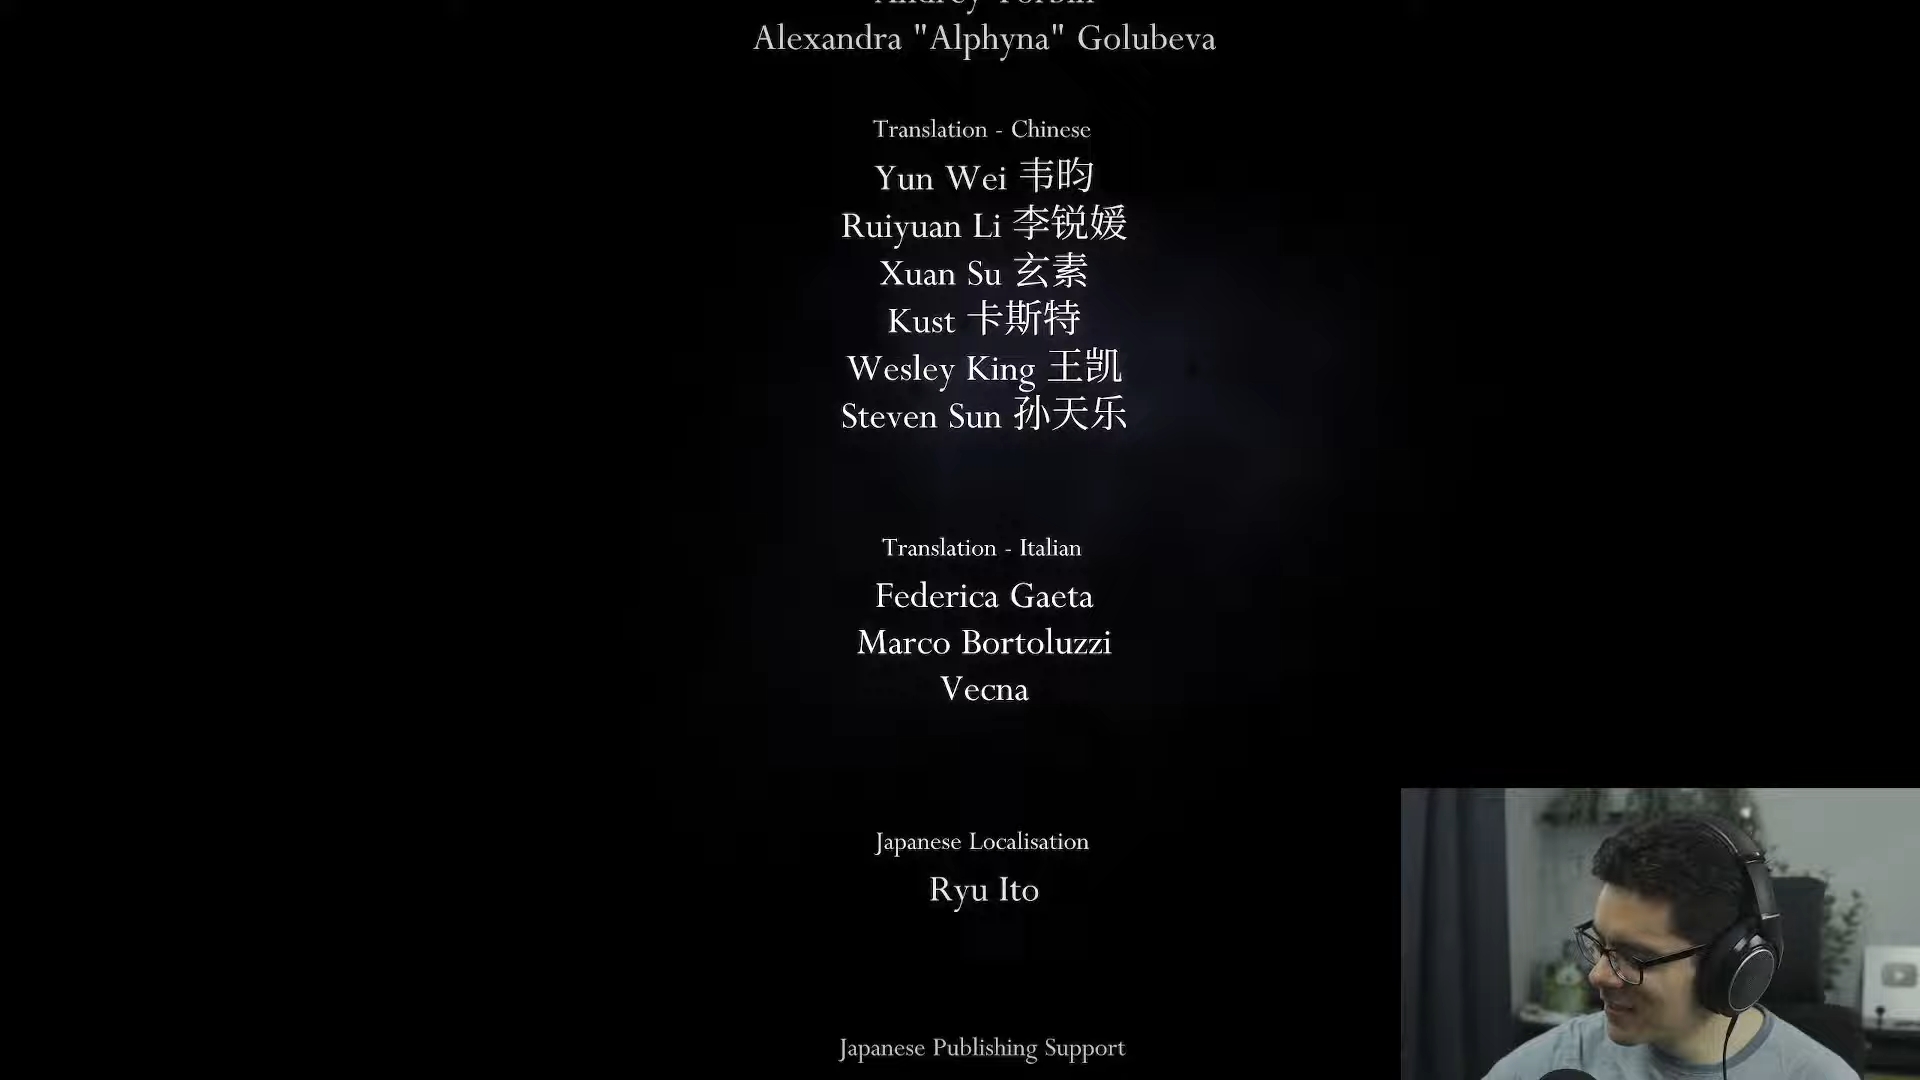 Alexandra "Alphyna" Golubeva
Translation - Chinese
Yun Wei 韦昀
Ruiyuan Li 李锐媛
Xuan Su 玄素
Kust 卡斯特
Wesley King 王凯
Steven Sun 孙天乐
Translation - Italian
Federica Gaeta
Marco Bortoluzzi
Vecna
Japanese Localisation
Ryu Ito
Japanese Publishing Support